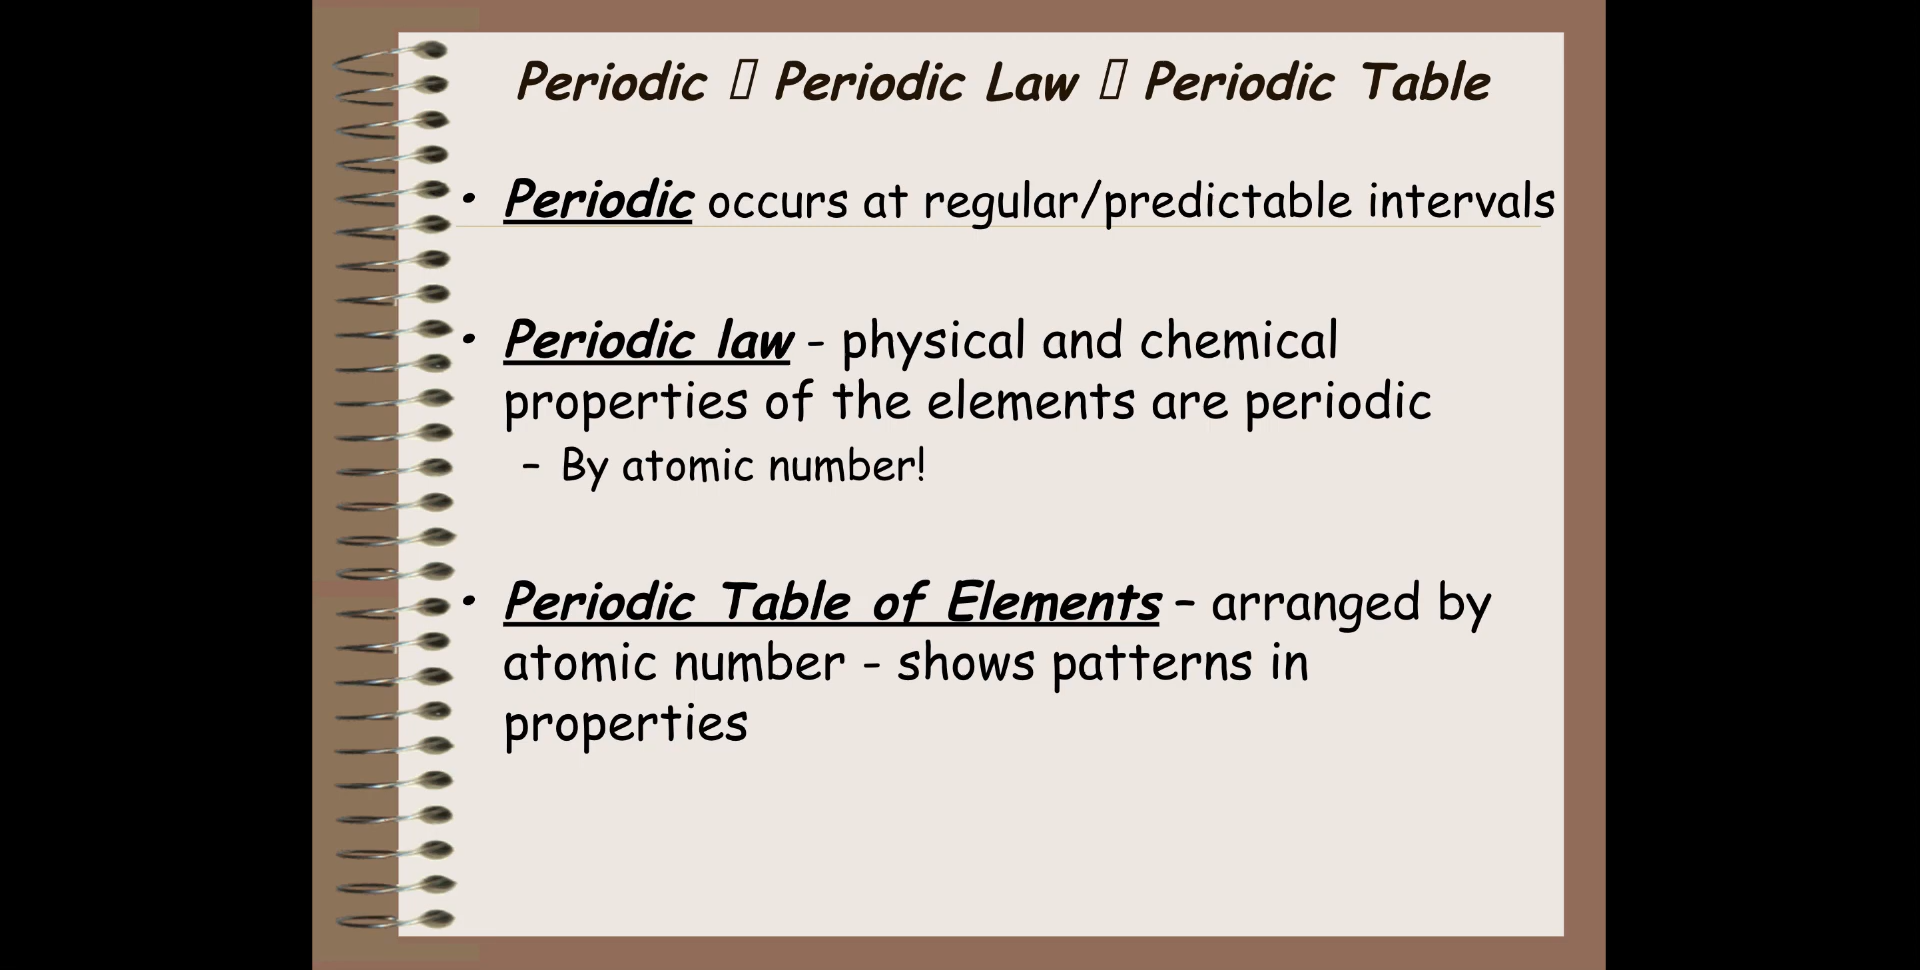 Periodic ▯ Periodic Law ▯ Periodic Table
• Periodic occurs at regular/predictable intervals
• Periodic law - physical and chemical
properties of the elements are periodic
– By atomic number!
• Periodic Table of Elements – arranged by
atomic number - shows patterns in
properties